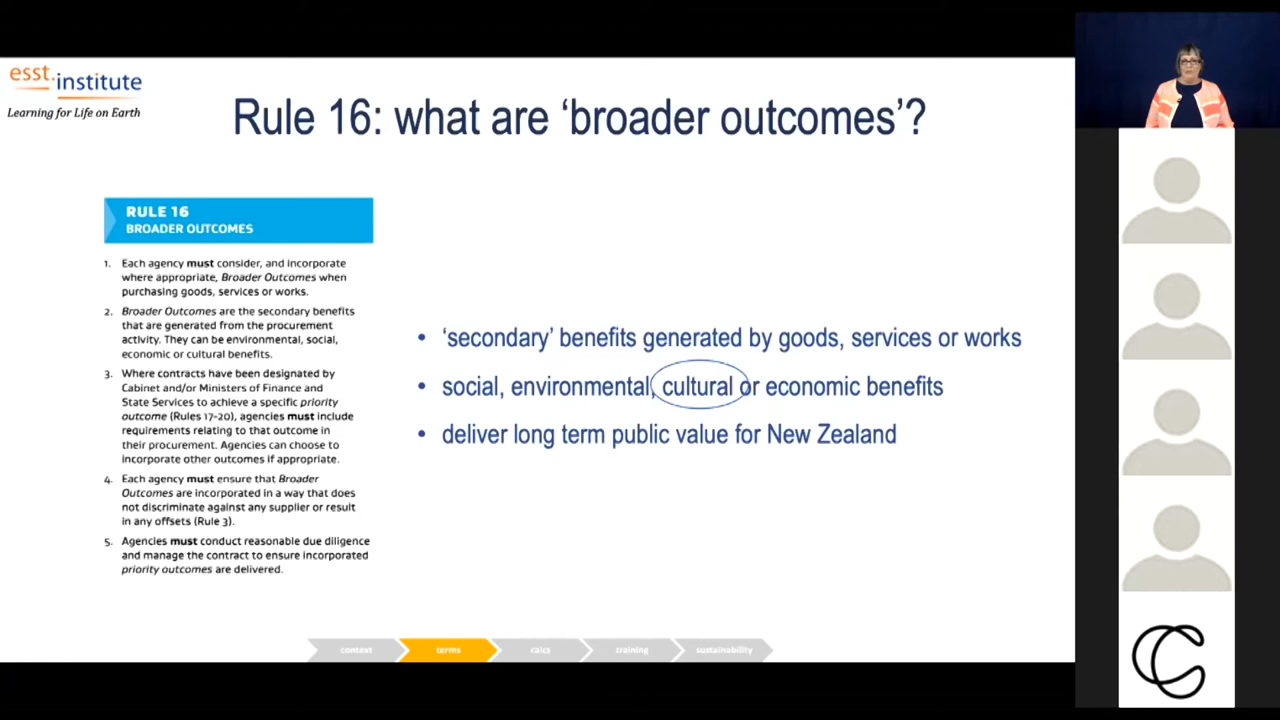 esst.institute
Learning for Life on Earth
Rule 16: what are ‘broader outcomes’?
RULE 16
BROADER OUTCOMES
1. Each agency must consider, and incorporate
where appropriate, Broader Outcomes when
purchasing goods, services or works.
2. Broader Outcomes are the secondary benefits
that are generated from the procurement
activity. They can be environmental, social,
economic or cultural benefits.
3. Where contracts have been designated by
Cabinet and/or Ministers of Finance and
State Services to achieve a specific priority
outcome (Rules 17-20), agencies must include
requirements relating to that outcome in
their procurement. Agencies can choose to
incorporate other outcomes if appropriate.
4. Each agency must ensure that Broader
Outcomes are incorporated in a way that does
not discriminate against any supplier or result
in any offsets (Rule 3).
5. Agencies must conduct reasonable due diligence
and manage the contract to ensure incorporated
priority outcomes are delivered.
• ‘secondary’ benefits generated by goods, services or works
• social, environmental, cultural or economic benefits
• deliver long term public value for New Zealand
context
terms
calcs
training
sustainability